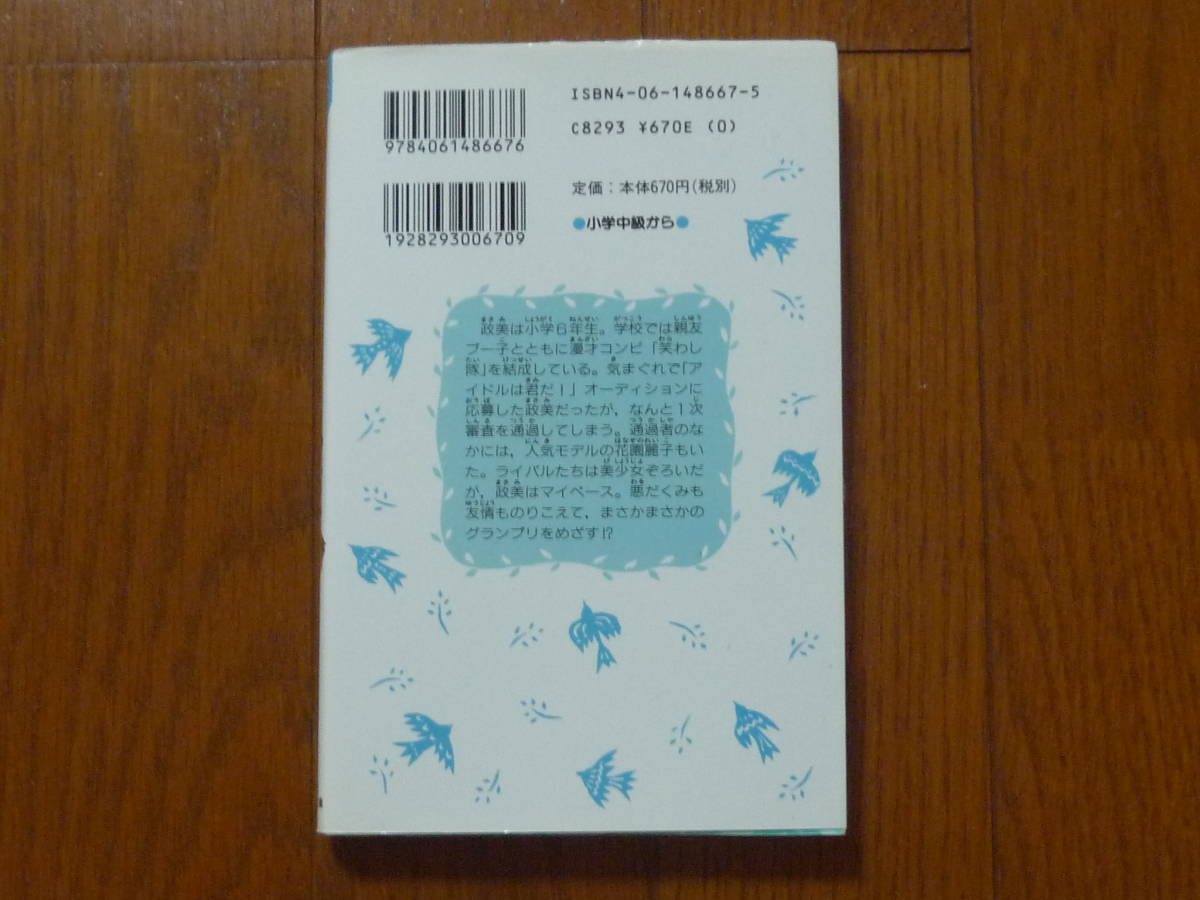 ISBN4-06-148667-5
9784061486676
C8293 ¥670E (0)
定価：本体670円(税別)
1928293006709
●小学中級から●
政美は小学6年生。学校では親友
ブー子とともに漫才コンビ「笑わし
隊」を結成している。気まぐれで「ア
イドルは君だ！」オーディションに
応募した政美だったが、なんと1次
審査を通過してしまう。通過者のな
かには、人気モデルの花園麗子もい
た。ライバルたちは美少女ぞろいだ
が、政美はマイペース。悪だくみも
友情ものりこえて、まさかまさかの
グランプリをめざす!?